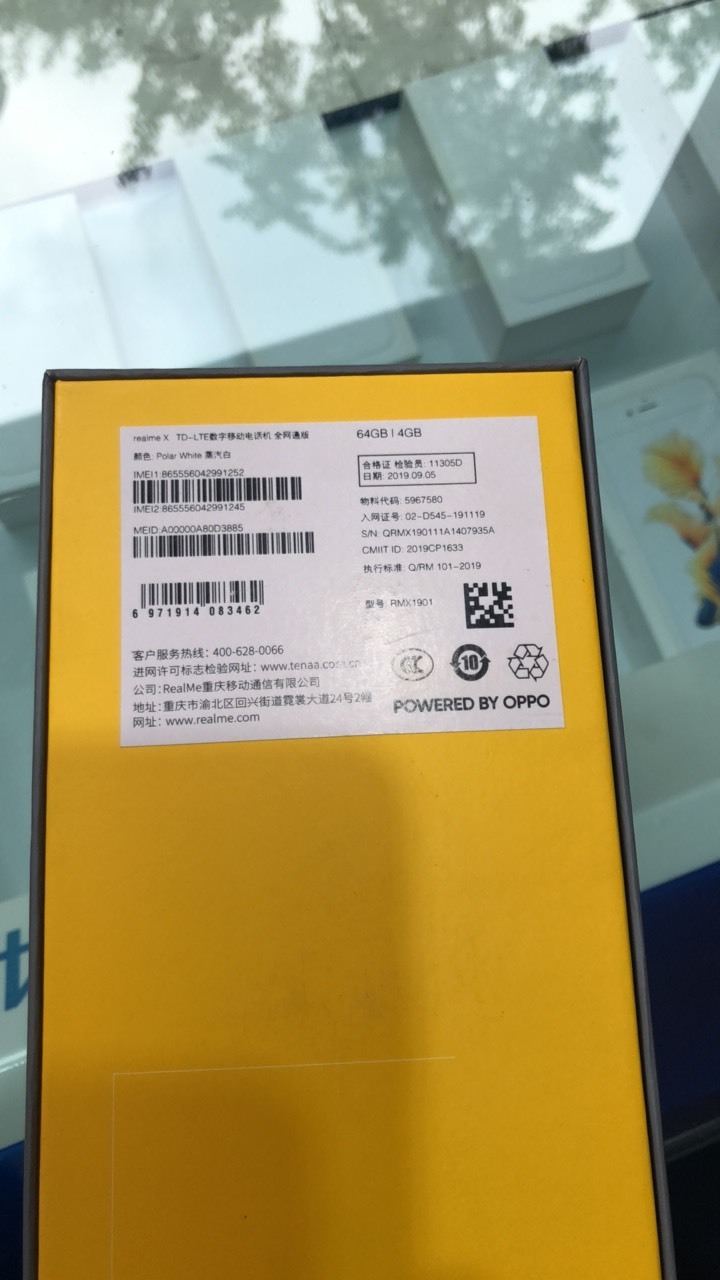 realme X TD-LTE数字移动电话机 全网通版
颜色: Polar White 蒸汽白
IMEI1:865556042991252
IMEI2:865556042991245
MEID:A00000A80D3885
6 971914 083462
64GB | 4GB
合格证 检验员: 11305D
日期: 2019.09.05
物料代码: 5967580
入网证号: 02-D545-191119
S/N: QRMX190111A1407935A
CMIIT ID: 2019CP1633
执行标准: Q/RM 101-2019
型号: RMX1901
客户服务热线: 400-628-0066
进网许可标志检验网址: www.tenaa.com.cn
公司: RealMe重庆移动通信有限公司
地址: 重庆市渝北区回兴街道霓裳大道24号2幢
网址: www.realme.com
10
POWERED BY OPPO